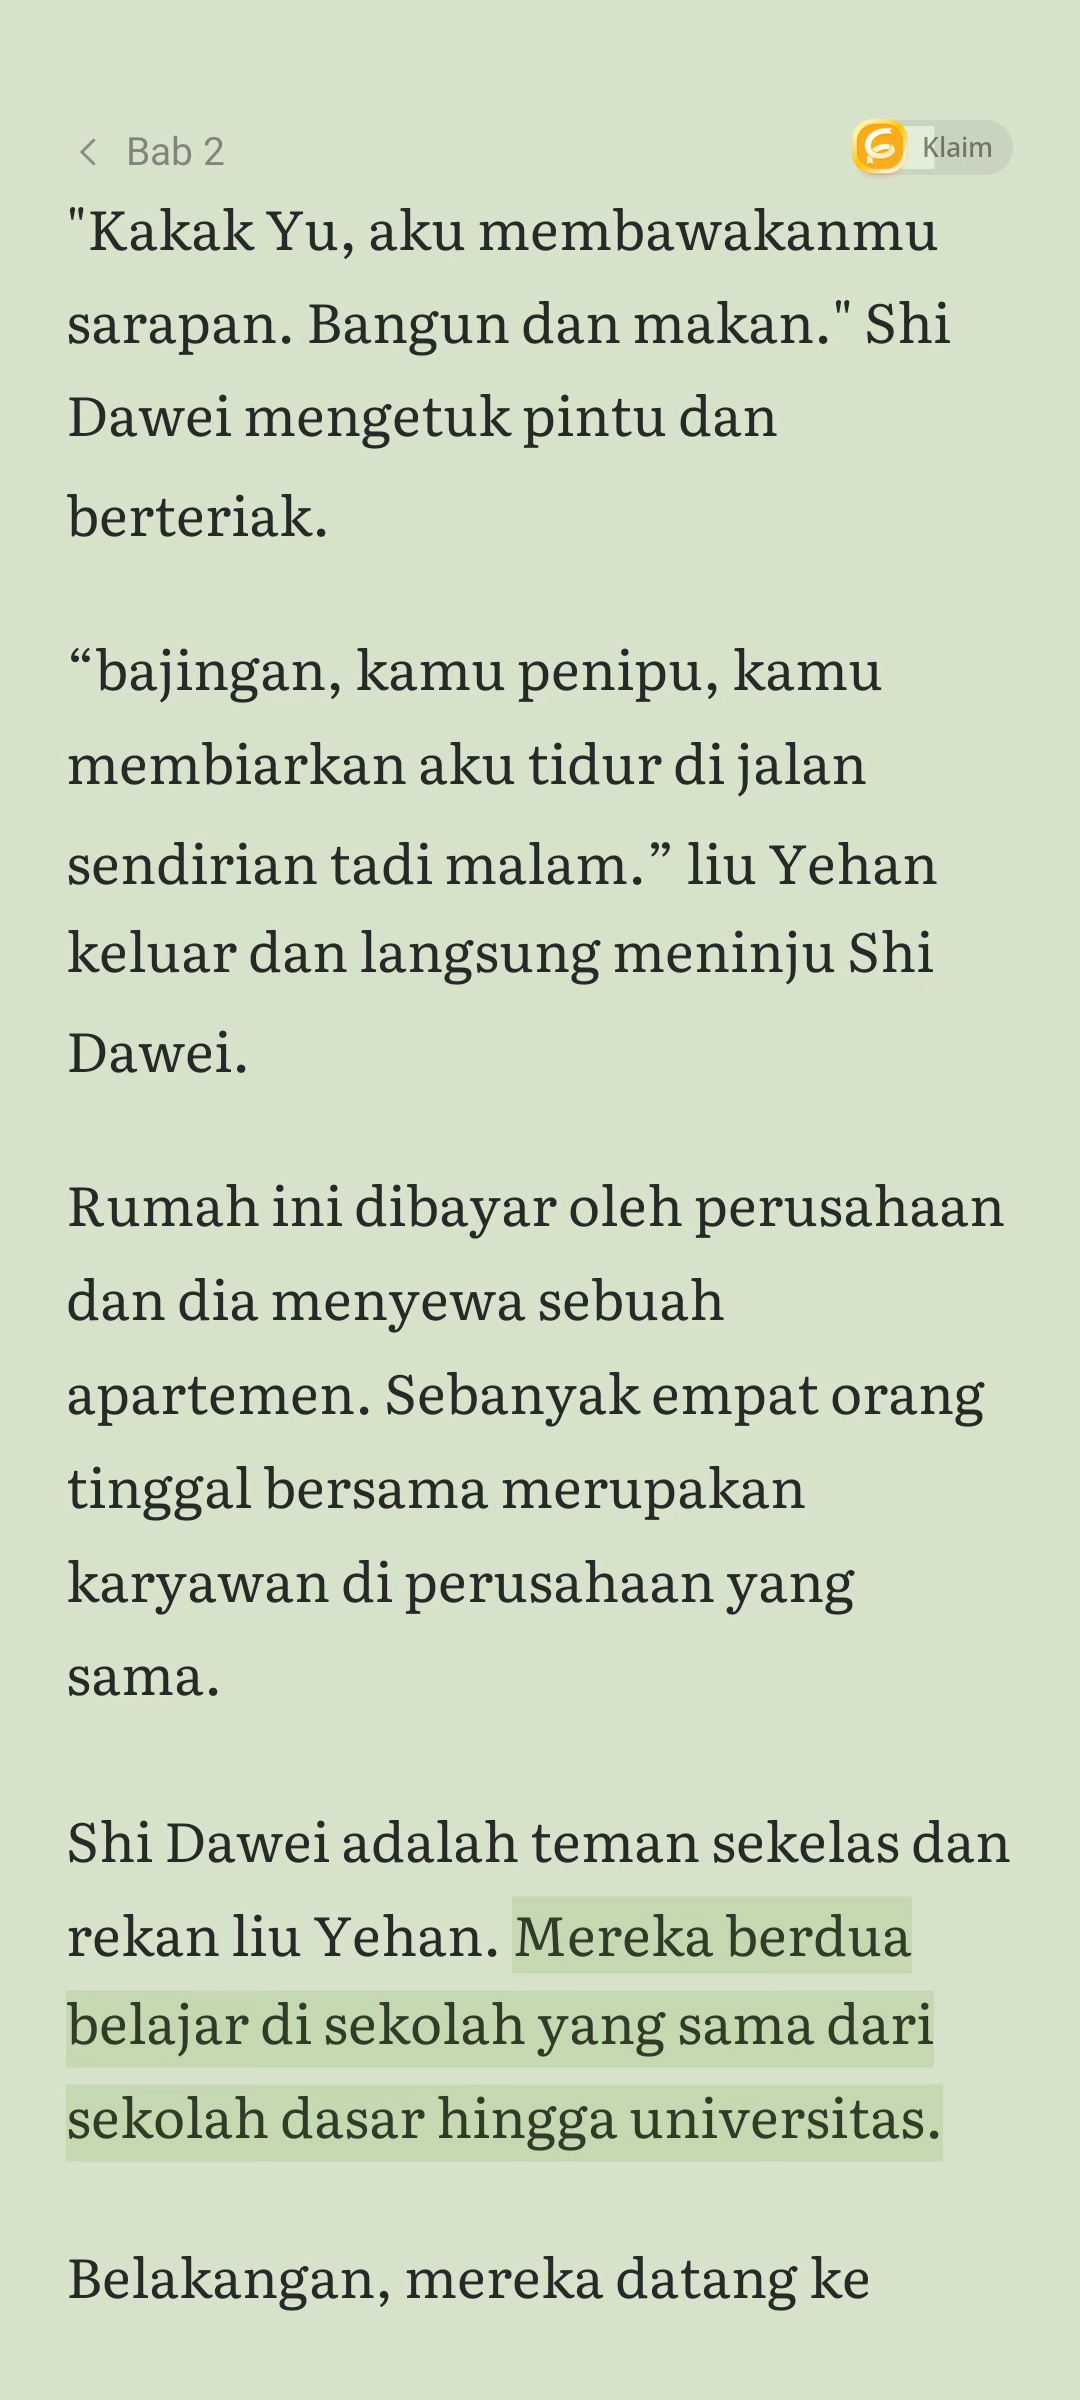 Bab 2
Klaim
"Kakak Yu, aku membawakanmu
sarapan. Bangun dan makan." Shi
Dawei mengetuk pintu dan
berteriak.
“bajingan, kamu penipu, kamu
membiarkan aku tidur di jalan
sendirian tadi malam.” liu Yehan
keluar dan langsung meninju Shi
Dawei.
Rumah ini dibayar oleh perusahaan
dan dia menyewa sebuah
apartemen. Sebanyak empat orang
tinggal bersama merupakan
karyawan di perusahaan yang
sama.
Shi Dawei adalah teman sekelas dan
rekan liu Yehan. Mereka berdua
belajar di sekolah yang sama dari
sekolah dasar hingga universitas.
Belakangan, mereka datang ke